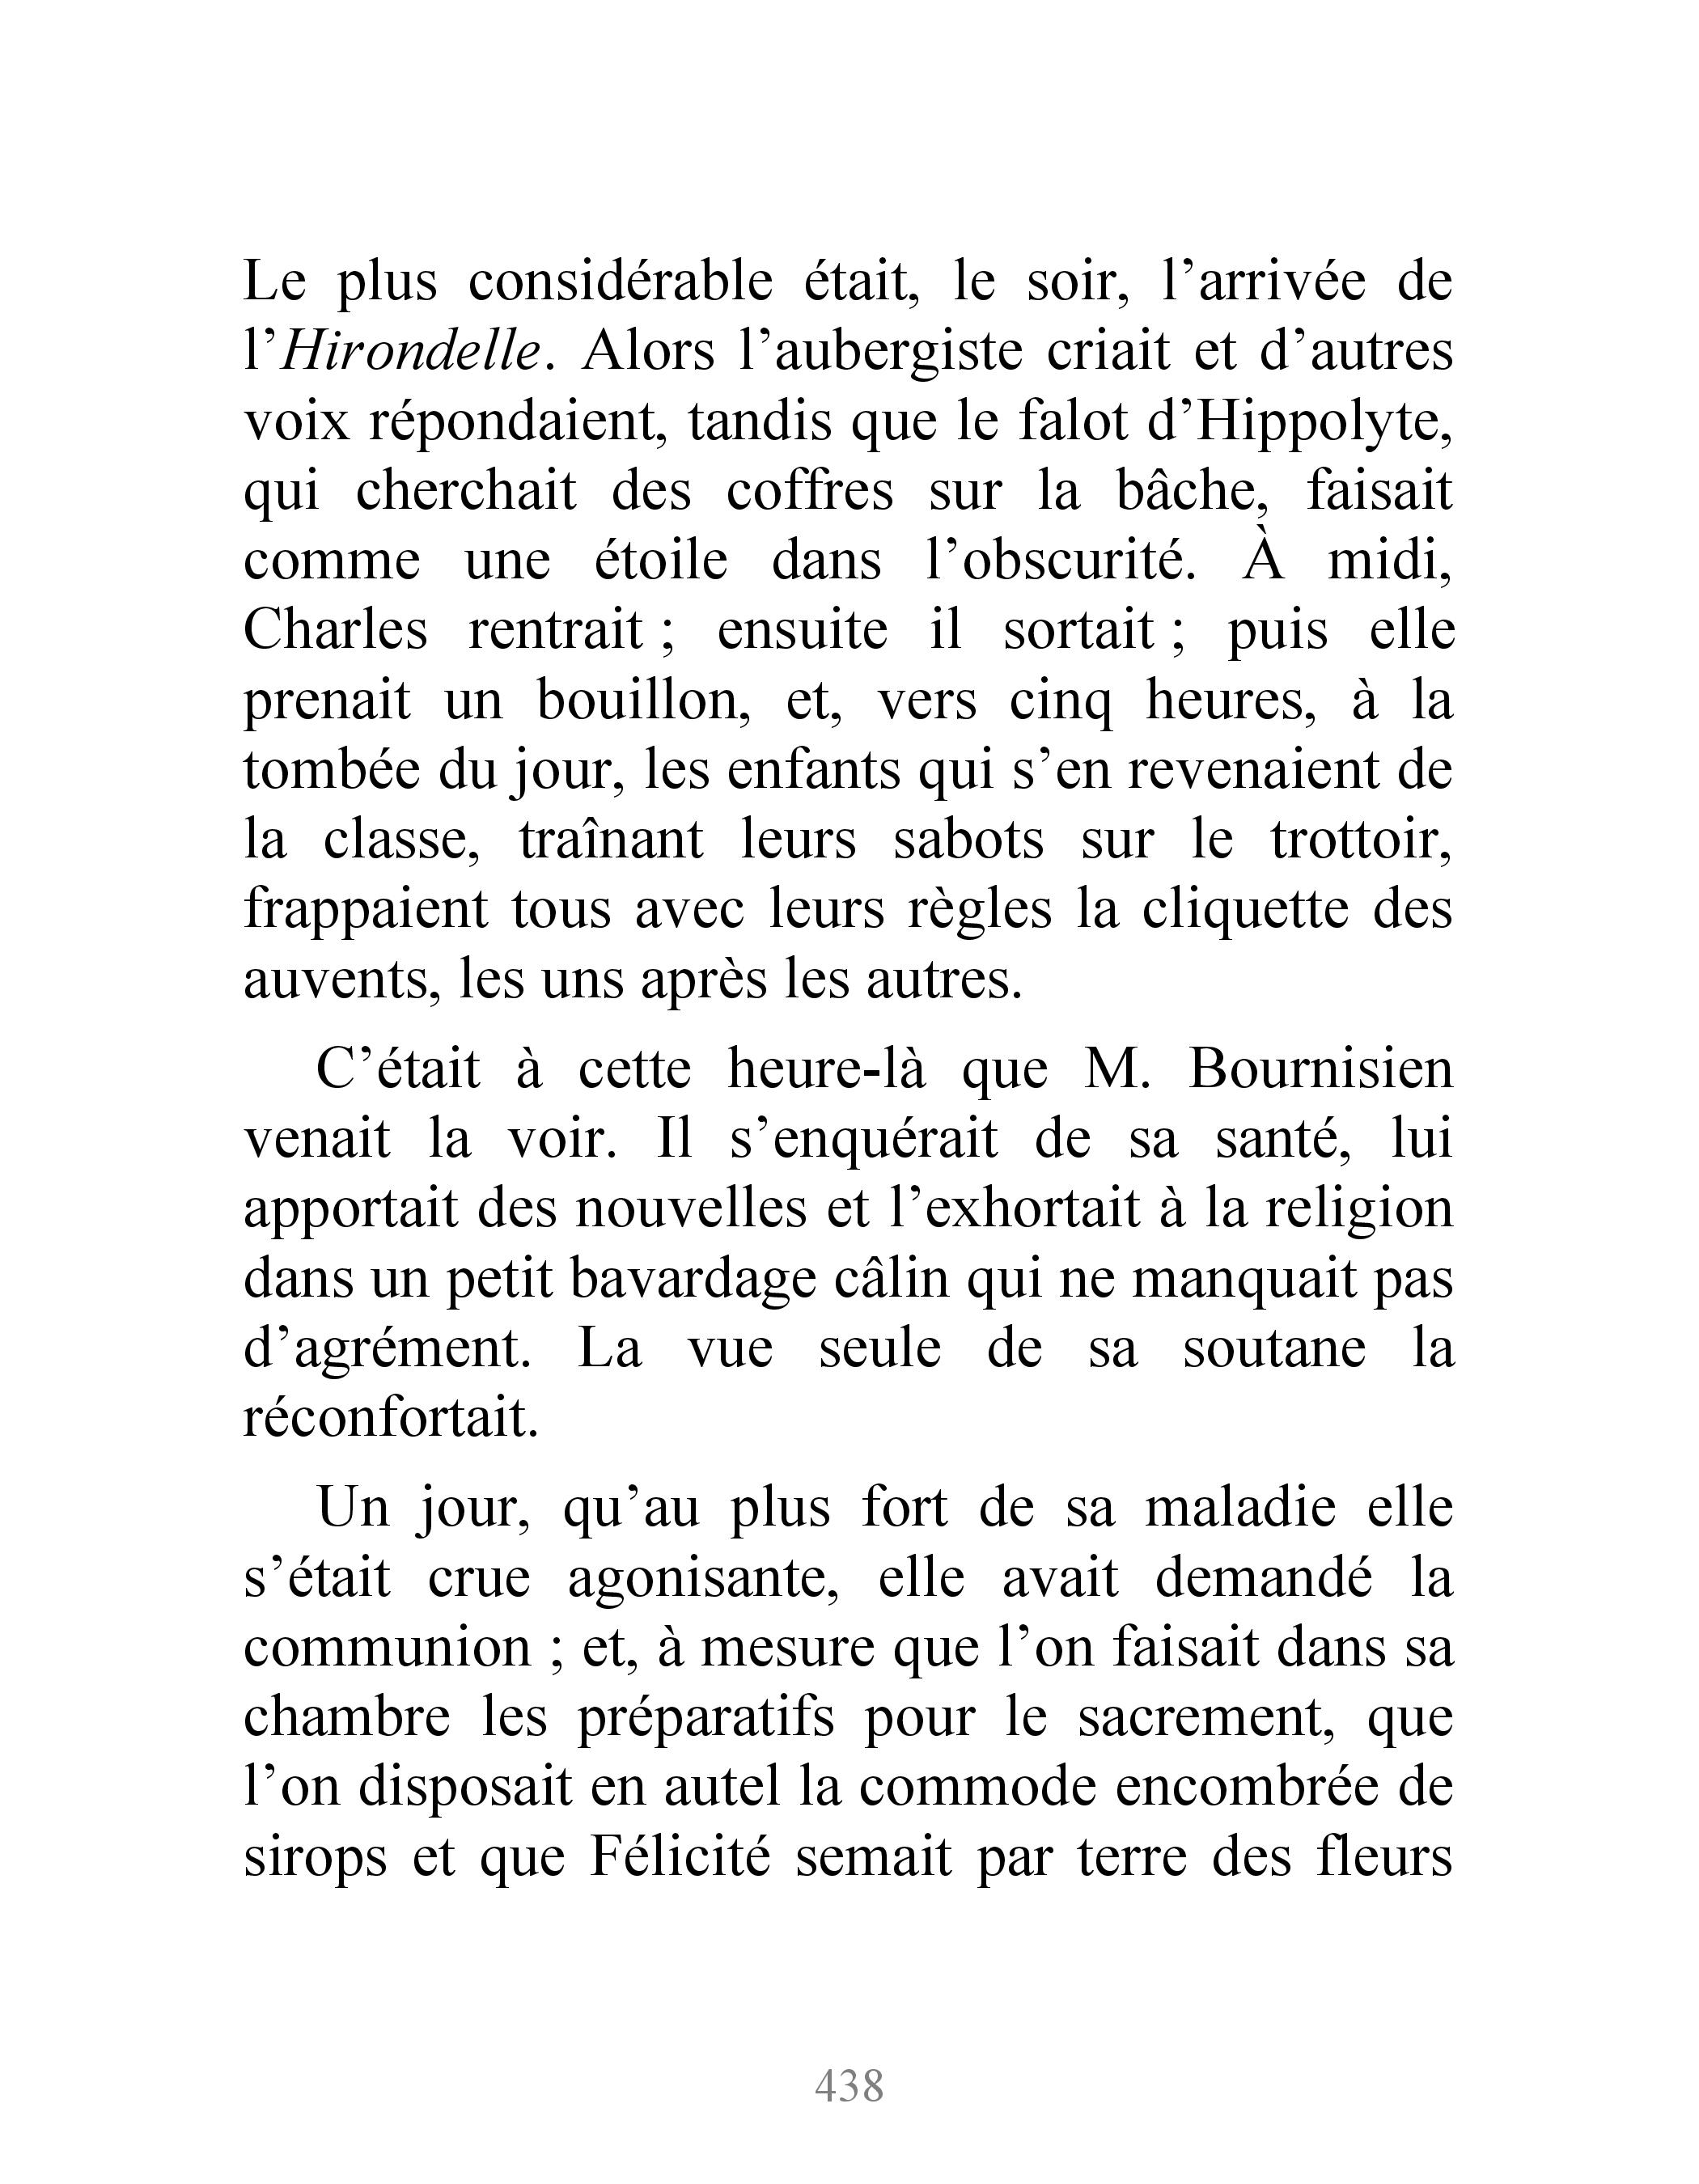 Le plus considérable était, le soir, l’arrivée de
l’Hirondelle. Alors l’aubergiste criait et d’autres
voix répondaient, tandis que le falot d’Hippolyte,
qui cherchait des coffres sur la bâche, faisait
comme une étoile dans l’obscurité. À midi,
Charles rentrait ; ensuite il sortait ; puis elle
prenait un bouillon, et, vers cinq heures, à la
tombée du jour, les enfants qui s’en revenaient de
la classe, traînant leurs sabots sur le trottoir,
frappaient tous avec leurs règles la cliquette des
auvents, les uns après les autres.
C’était à cette heure-là que M. Bournisien
venait la voir. Il s’enquérait de sa santé, lui
apportait des nouvelles et l’exhortait à la religion
dans un petit bavardage câlin qui ne manquait pas
d’agrément. La vue seule de sa soutane la
réconfortait.
Un jour, qu’au plus fort de sa maladie elle
s’était crue agonisante, elle avait demandé la
communion ; et, à mesure que l’on faisait dans sa
chambre les préparatifs pour le sacrement, que
l’on disposait en autel la commode encombrée de
sirops et que Félicité semait par terre des fleurs
438